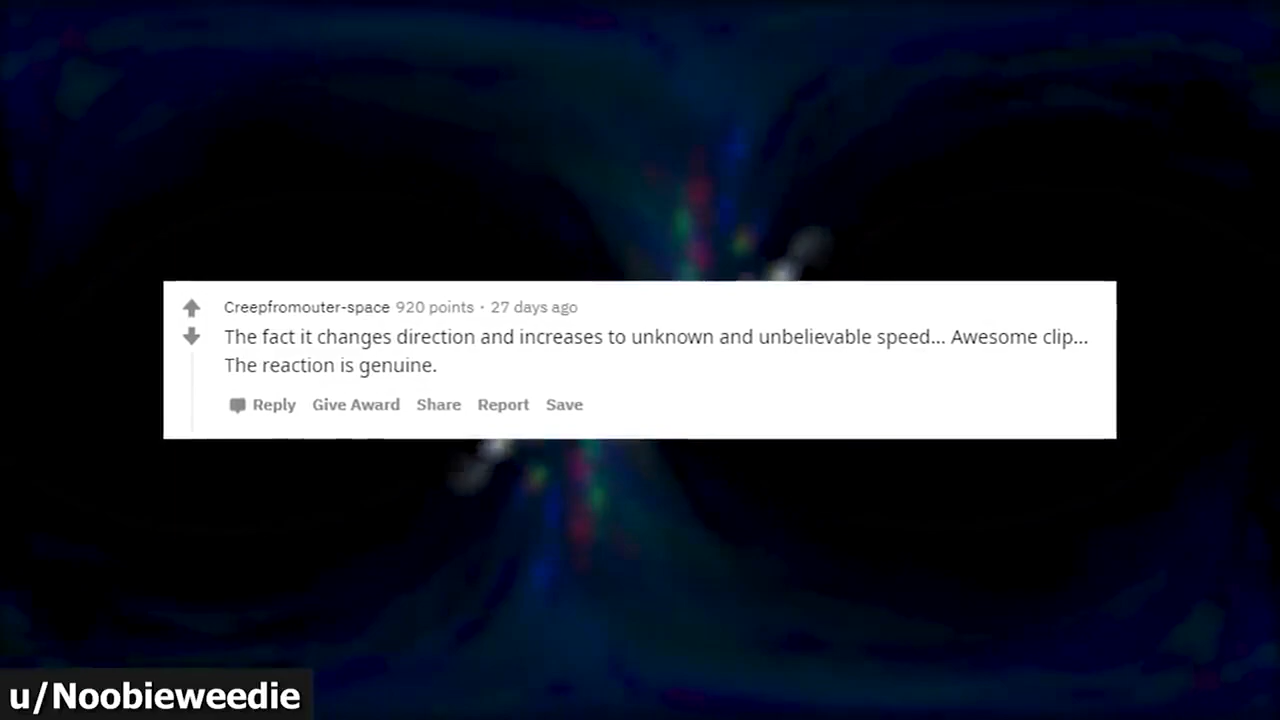 Creepfromouter-space 920 points · 27 days ago
The fact it changes direction and increases to unknown and unbelievable speed... Awesome clip...
The reaction is genuine.
Reply Give Award Share Report Save
u/Noobieweedie